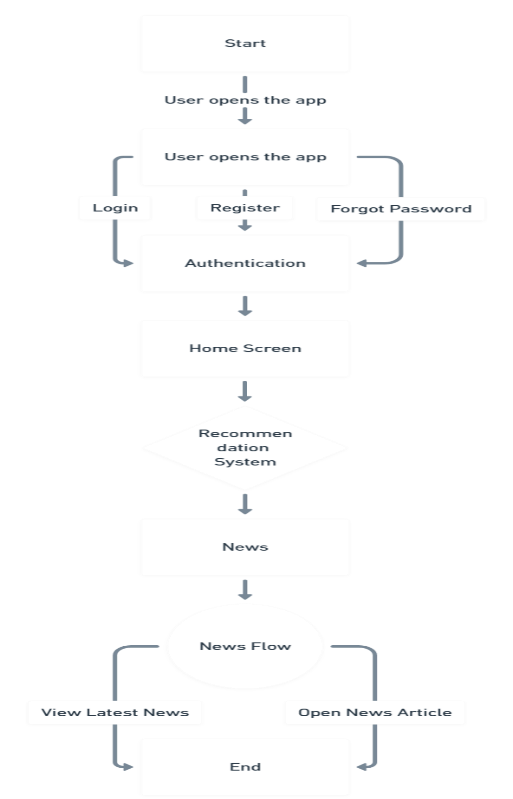 Start
User opens the app
User opens the app
Login
Register
Forgot Password
Authentication
Home Screen
Recommen
dation
System
News
News Flow
View Latest News
Open News Article
End